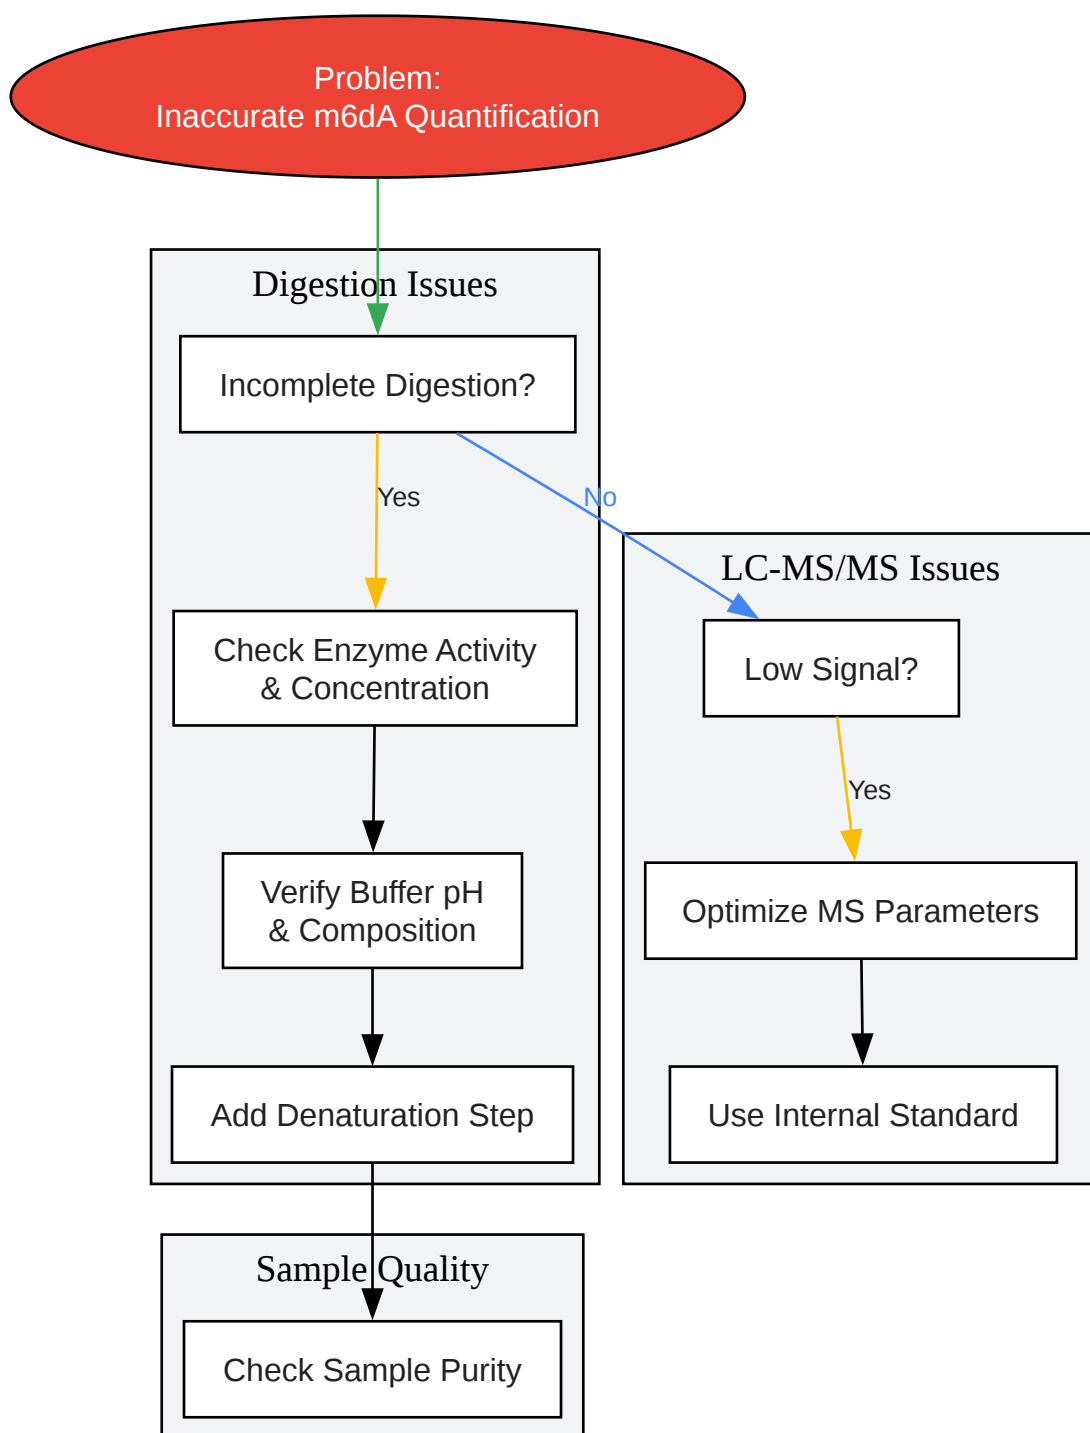 Problem:
Inaccurate m6dA Quantification
Digestion Issues
Incomplete Digestion?
Yes
No
Check Enzyme Activity
& Concentration
Verify Buffer pH
& Composition
Add Denaturation Step
LC-MS/MS Issues
Low Signal?
Yes
Optimize MS Parameters
Use Internal Standard
Sample Quality
Check Sample Purity